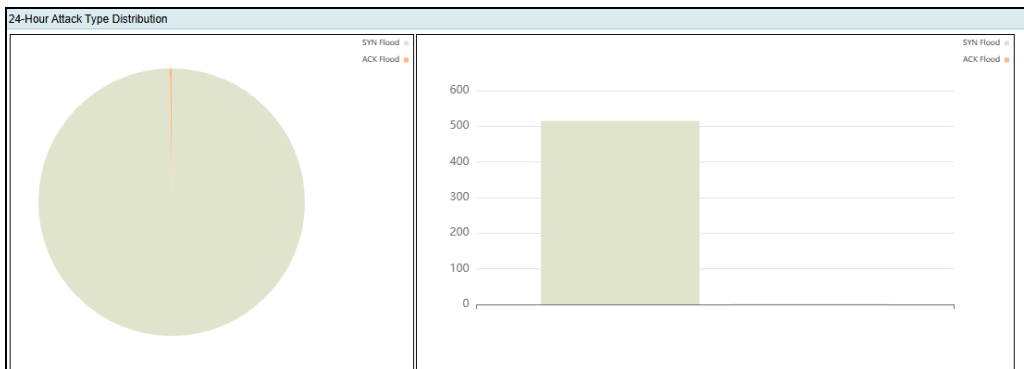 24-Hour Attack Type Distribution
SYN Flood
ACK Flood
SYN Flood
ACK Flood
600
500
400
300
200
100
0